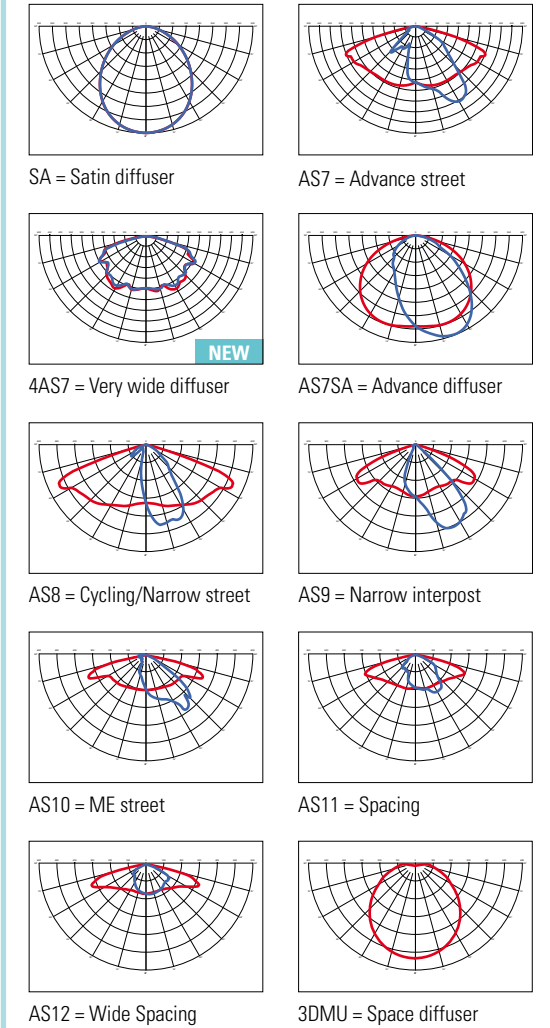 SA = Satin diffuser
AS7 = Advance street
NEW
4AS7 = Very wide diffuser
AS7SA = Advance diffuser
AS8 = Cycling/Narrow street
AS9 = Narrow interpost
AS10 = ME street
AS11 = Spacing
AS12 = Wide Spacing
3DMU = Space diffuser